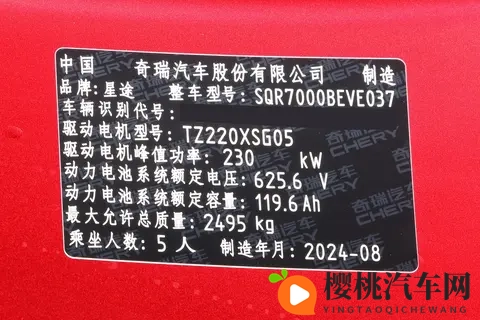 中国 奇瑞汽车股份有限公司 制造
品牌: 星途 整车型号: SQR7000BEVE037
车辆识别代号:
驱动电机型号: TZ220XSG05
驱动电机峰值功率: 230 kW
动力电池系统额定电压: 625.6 V
动力电池系统额定容量: 119.6 Ah
最大允许总质量: 2495 kg
乘坐人数: 5 人 制造年月: 2024-08
樱桃汽车网
YINGTAOQICHEWANG